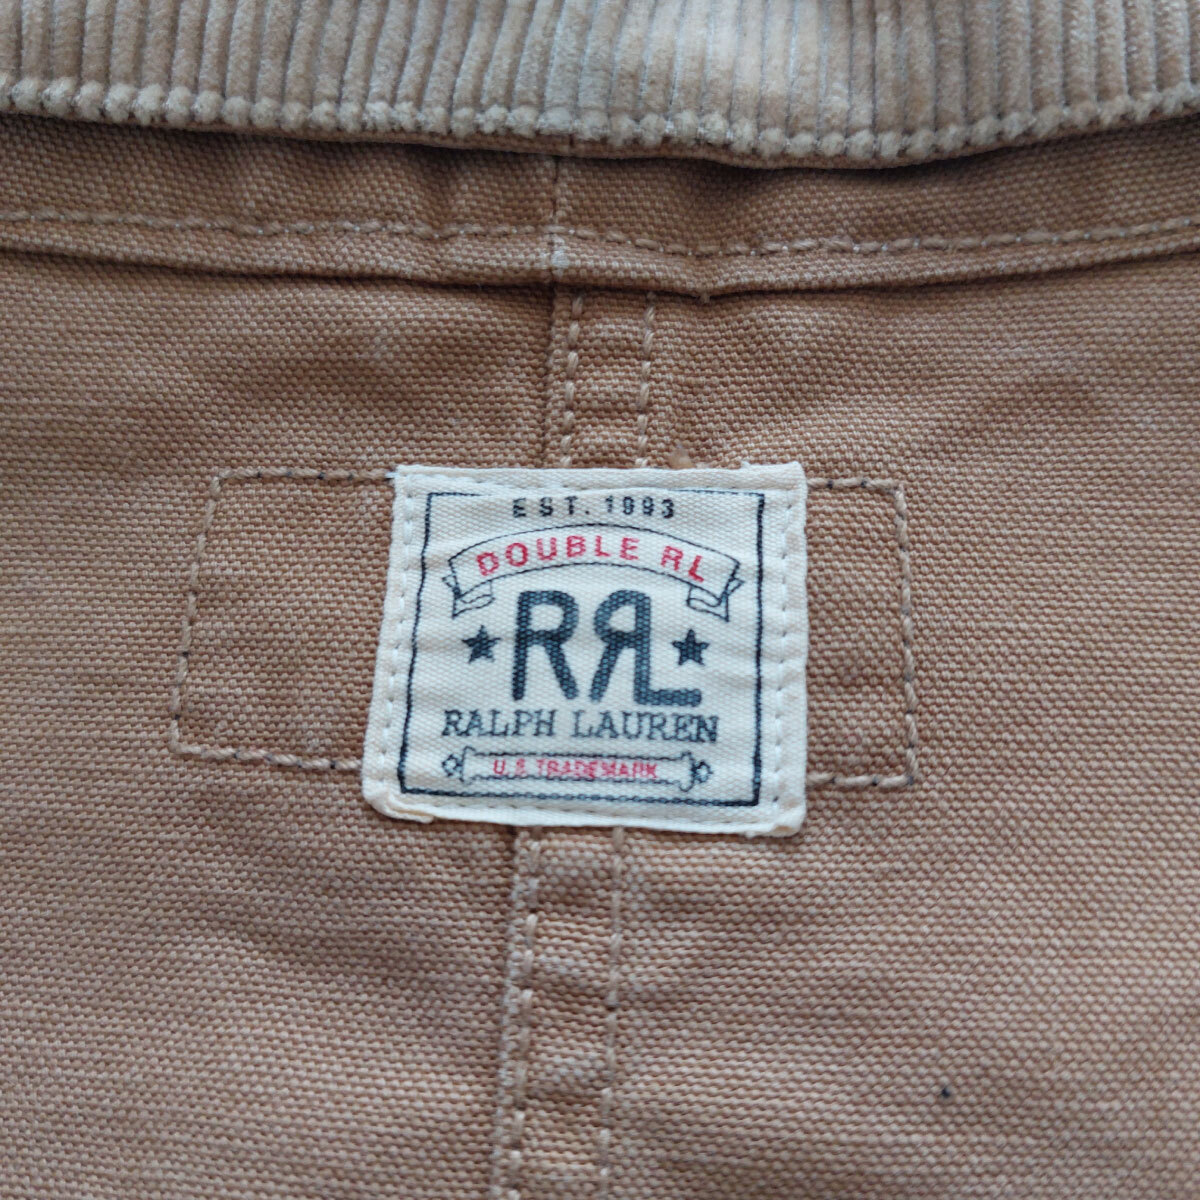 EST. 1993
DOUBLE RL
RRL
RALPH LAUREN
U.S. TRADEMARK